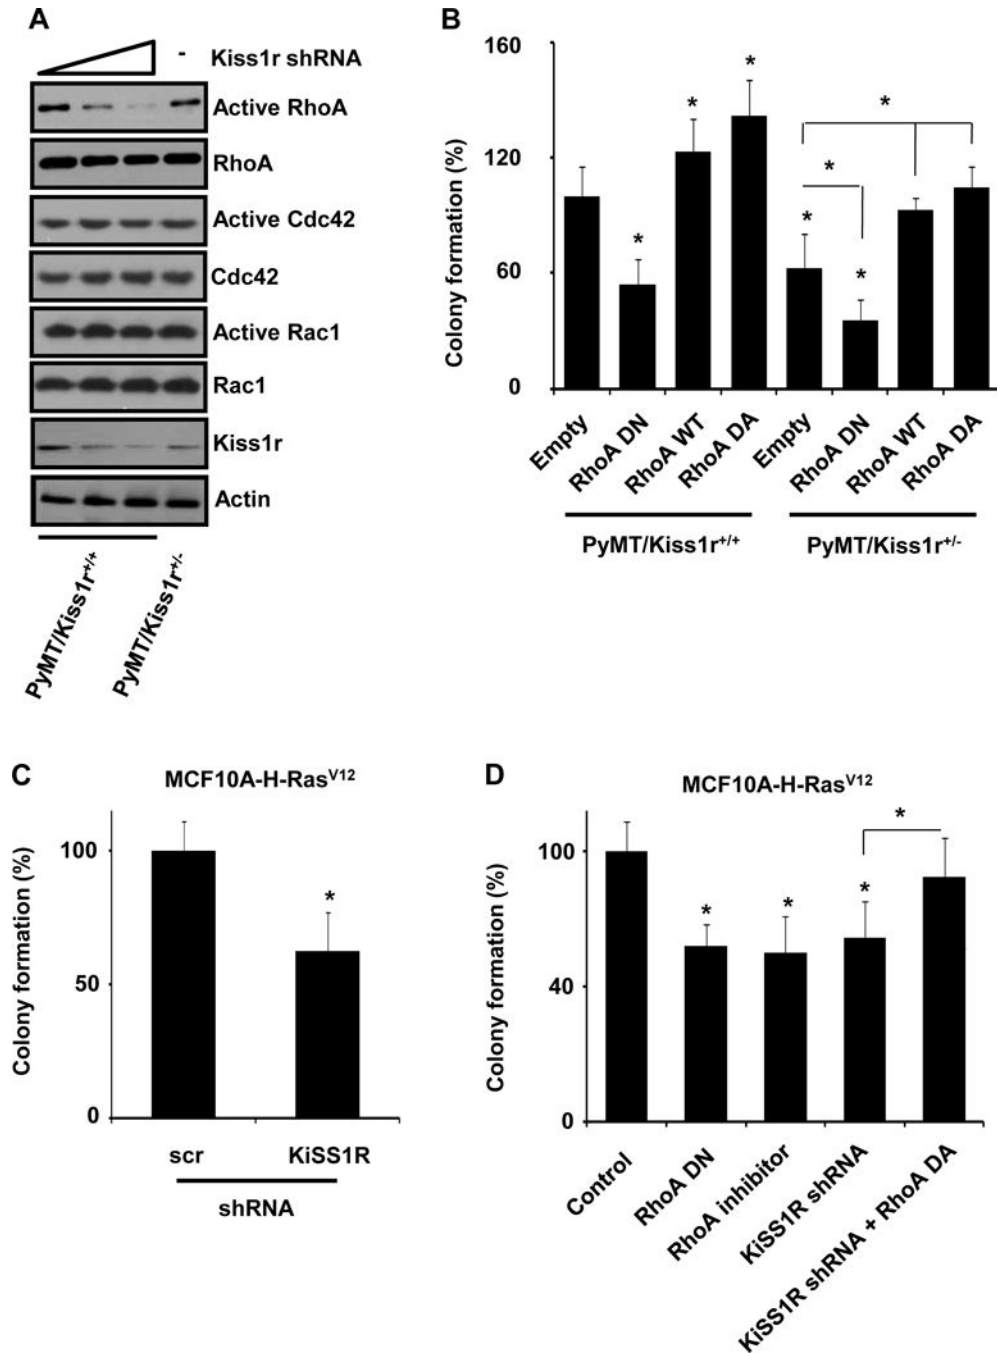 A
- Kiss1r shRNA
Active RhoA
RhoA
Active Cdc42
Cdc42
Active Rac1
Rac1
Kiss1r
Actin
PyMT/Kiss1r+/+
PyMT/Kiss1r+/-
B
Colony formation (%)
160
120
60
0
* * * * * * *
Empty
RhoA DN
RhoA WT
RhoA DA
Empty
RhoA DN
RhoA WT
RhoA DA
PyMT/Kiss1r+/+
PyMT/Kiss1r+/-
C
MCF10A-H-RasV12
Colony formation (%)
100
50
0
*
scr
KiSS1R
shRNA
D
MCF10A-H-RasV12
Colony formation (%)
100
40
0
* * * *
Control
RhoA DN
RhoA inhibitor
KiSS1R shRNA
KiSS1R shRNA + RhoA DA